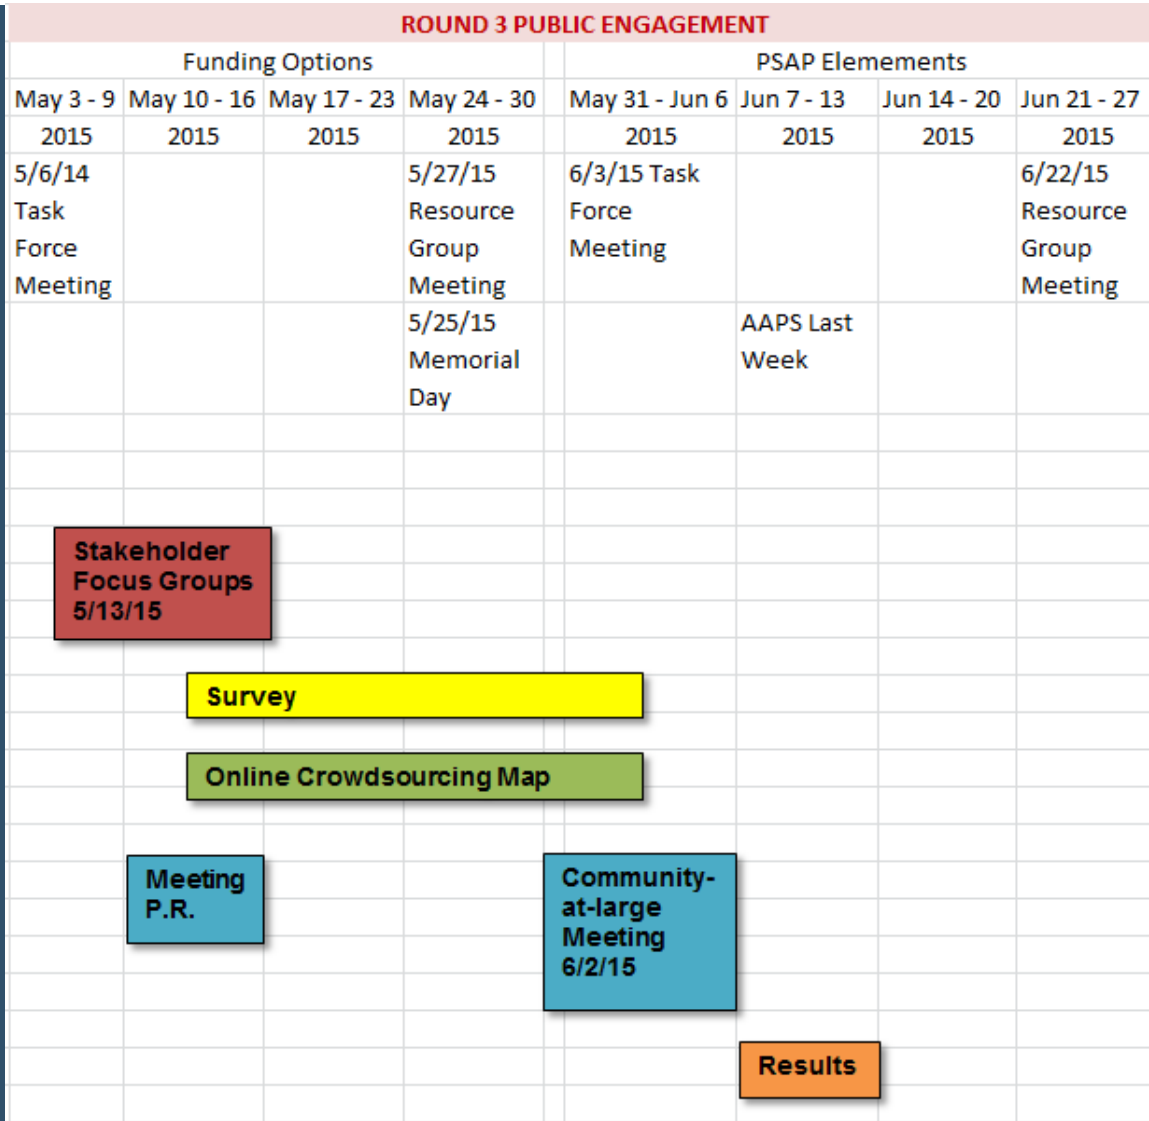 ROUND 3 PUBLIC ENGAGEMENT
Funding Options PSAP Elemements
May 3 - 9 May 10 - 16 May 17 - 23 May 24 - 30 May 31 - Jun 6 Jun 7 - 13 Jun 14 - 20 Jun 21 - 27
2015 2015 2015 2015 2015 2015 2015 2015
5/6/14
Task
Force
Meeting
5/27/15
Resource
Group
Meeting
6/3/15 Task
Force
Meeting
6/22/15
Resource
Group
Meeting
5/25/15
Memorial
Day
AAPS Last
Week
Stakeholder
Focus Groups
5/13/15
Survey
Online Crowdsourcing Map
Meeting
P.R.
Community-
at-large
Meeting
6/2/15
Results